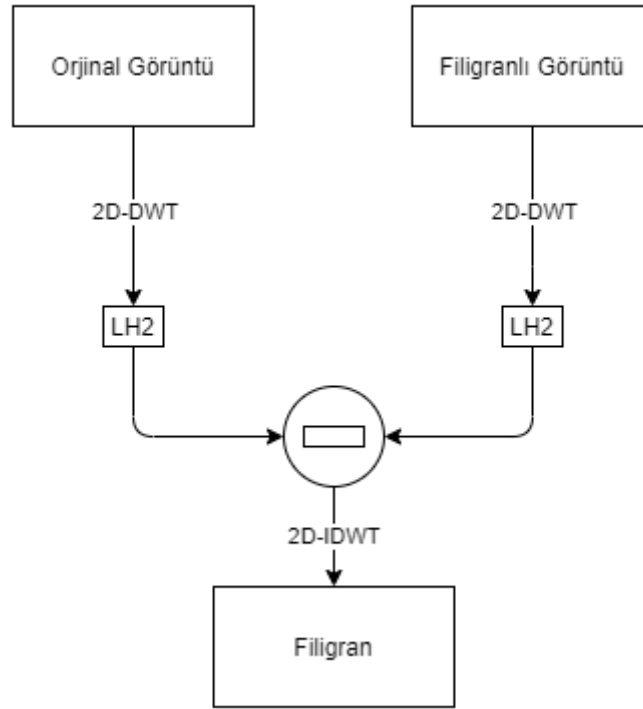 Orjinal Görüntü
Filigranlı Görüntü
2D-DWT
2D-DWT
LH2
LH2
2D-IDWT
Filigran